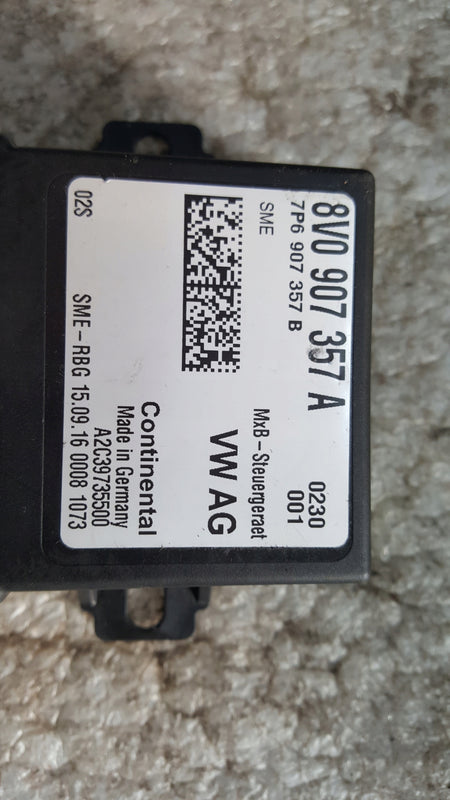 8V0 907 357 A
7P6 907 357 B
0230
001
SME
MxB-Steuergeraet
VW AG
Continental
Made in Germany
A2C39735500
02S SME-RBG 15.09.16 0008 1073